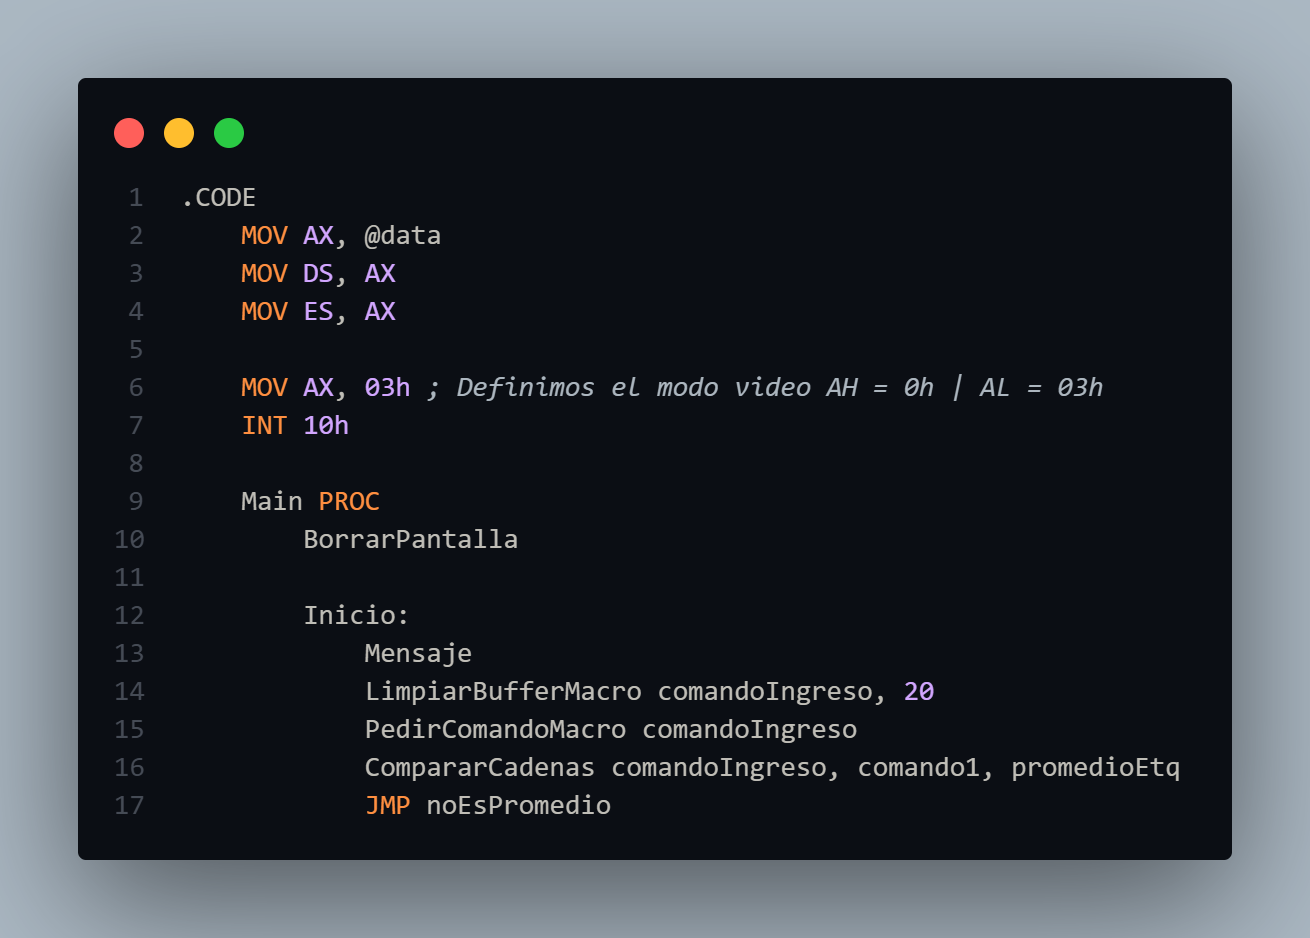 1 .CODE
2 MOV AX, @data
3 MOV DS, AX
4 MOV ES, AX
5
6 MOV AX, 03h ; Definimos el modo video AH = 0h | AL = 03h
7 INT 10h
8
9 Main PROC
10 BorrarPantalla
11
12 Inicio:
13 Mensaje
14 LimpiarBufferMacro comandoIngreso, 20
15 PedirComandoMacro comandoIngreso
16 CompararCadenas comandoIngreso, comando1, promedioEtq
17 JMP noEsPromedio